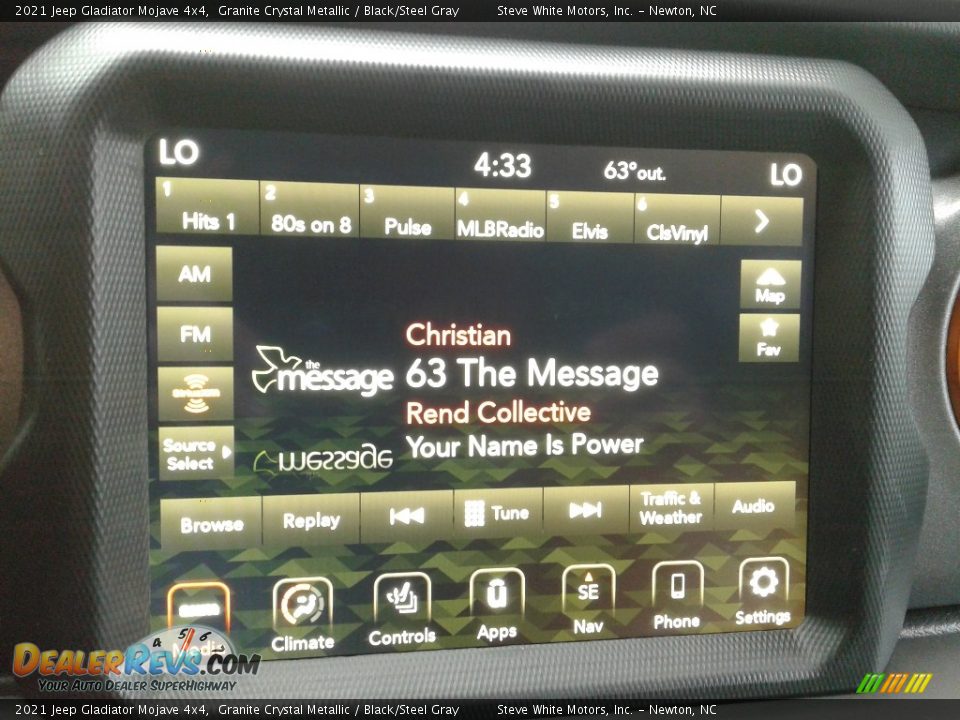 2021 Jeep Gladiator Mojave 4x4, Granite Crystal Metallic / Black/Steel Gray Steve White Motors, Inc. - Newton, NC
LO 4:33 63° out. LO
1 Hits 1 2 80s on 8 3 Pulse 4 MLBRadio 5 Elvis 6 ClsVinyl
AM
FM
Source
Select
Map
Fav
the message
Christian
63 The Message
Rend Collective
Your Name Is Power
message
Browse Replay Tune Traffic & Weather Audio
Climate Controls Apps SE Nav Phone Settings
4 5 6
DealerRevs.com
Your Auto Dealer SuperHighway
2021 Jeep Gladiator Mojave 4x4, Granite Crystal Metallic / Black/Steel Gray Steve White Motors, Inc. - Newton, NC